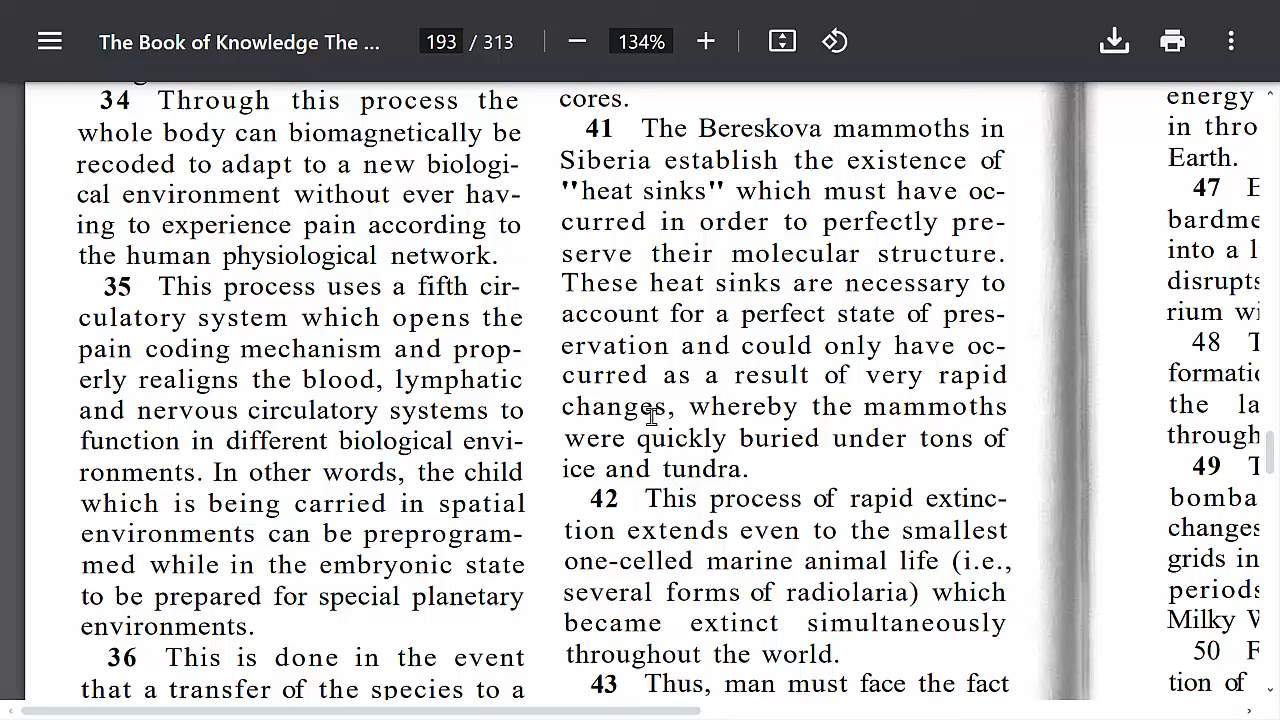 The Book of Knowledge The ...
193 / 313
134%
34 Through this process the
whole body can biomagnetically be
recoded to adapt to a new biologi-
cal environment without ever hav-
ing to experience pain according to
the human physiological network.
35 This process uses a fifth cir-
culatory system which opens the
pain coding mechanism and prop-
erly realigns the blood, lymphatic
and nervous circulatory systems to
function in different biological envi-
ronments. In other words, the child
which is being carried in spatial
environments can be preprogram-
med while in the embryonic state
to be prepared for special planetary
environments.
36 This is done in the event
that a transfer of the species to a
cores.
41 The Bereskova mammoths in
Siberia establish the existence of
"heat sinks" which must have oc-
curred in order to perfectly pre-
serve their molecular structure.
These heat sinks are necessary to
account for a perfect state of pres-
ervation and could only have oc-
curred as a result of very rapid
changes, whereby the mammoths
were quickly buried under tons of
ice and tundra.
42 This process of rapid extinc-
tion extends even to the smallest
one-celled marine animal life (i.e.,
several forms of radiolaria) which
became extinct simultaneously
throughout the world.
43 Thus, man must face the fact
energy
in thro
Earth.
47 E
bardme
into a l
disrupts
rium wi
48 T
formatic
the la
through
49 T
bomba
changes
grids in
periods
Milky W
50 F
tion of